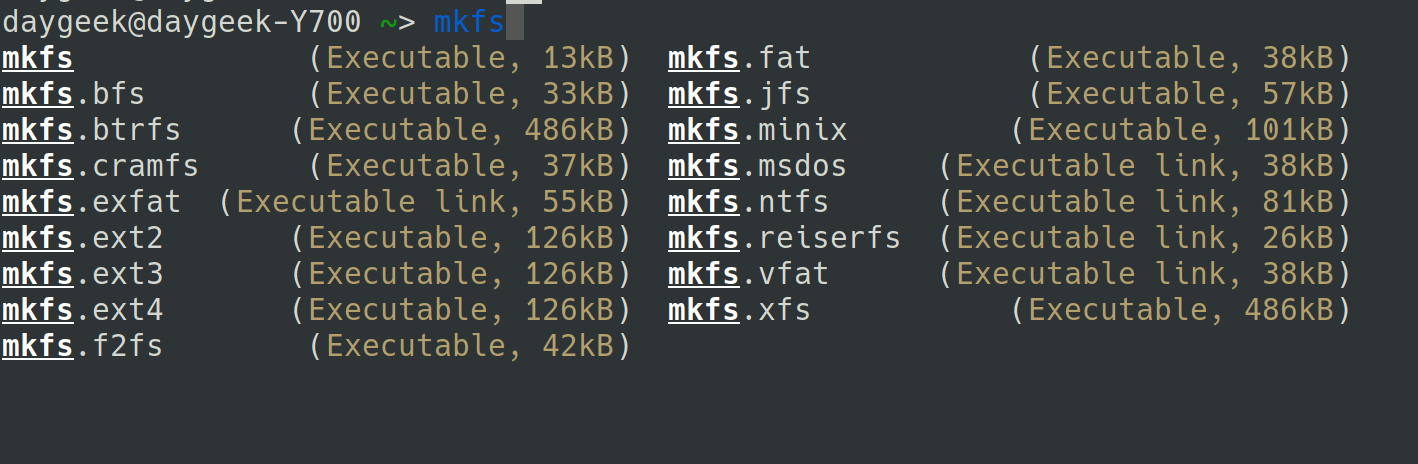 daygeek@daygeek-Y700 ~> mkfs
mkfs (Executable, 13kB) mkfs.fat (Executable, 38kB)
mkfs.bfs (Executable, 33kB) mkfs.jfs (Executable, 57kB)
mkfs.btrfs (Executable, 486kB) mkfs.minix (Executable, 101kB)
mkfs.cramfs (Executable, 37kB) mkfs.msdos (Executable link, 38kB)
mkfs.exfat (Executable link, 55kB) mkfs.ntfs (Executable link, 81kB)
mkfs.ext2 (Executable, 126kB) mkfs.reiserfs (Executable link, 26kB)
mkfs.ext3 (Executable, 126kB) mkfs.vfat (Executable link, 38kB)
mkfs.ext4 (Executable, 126kB) mkfs.xfs (Executable, 486kB)
mkfs.f2fs (Executable, 42kB)